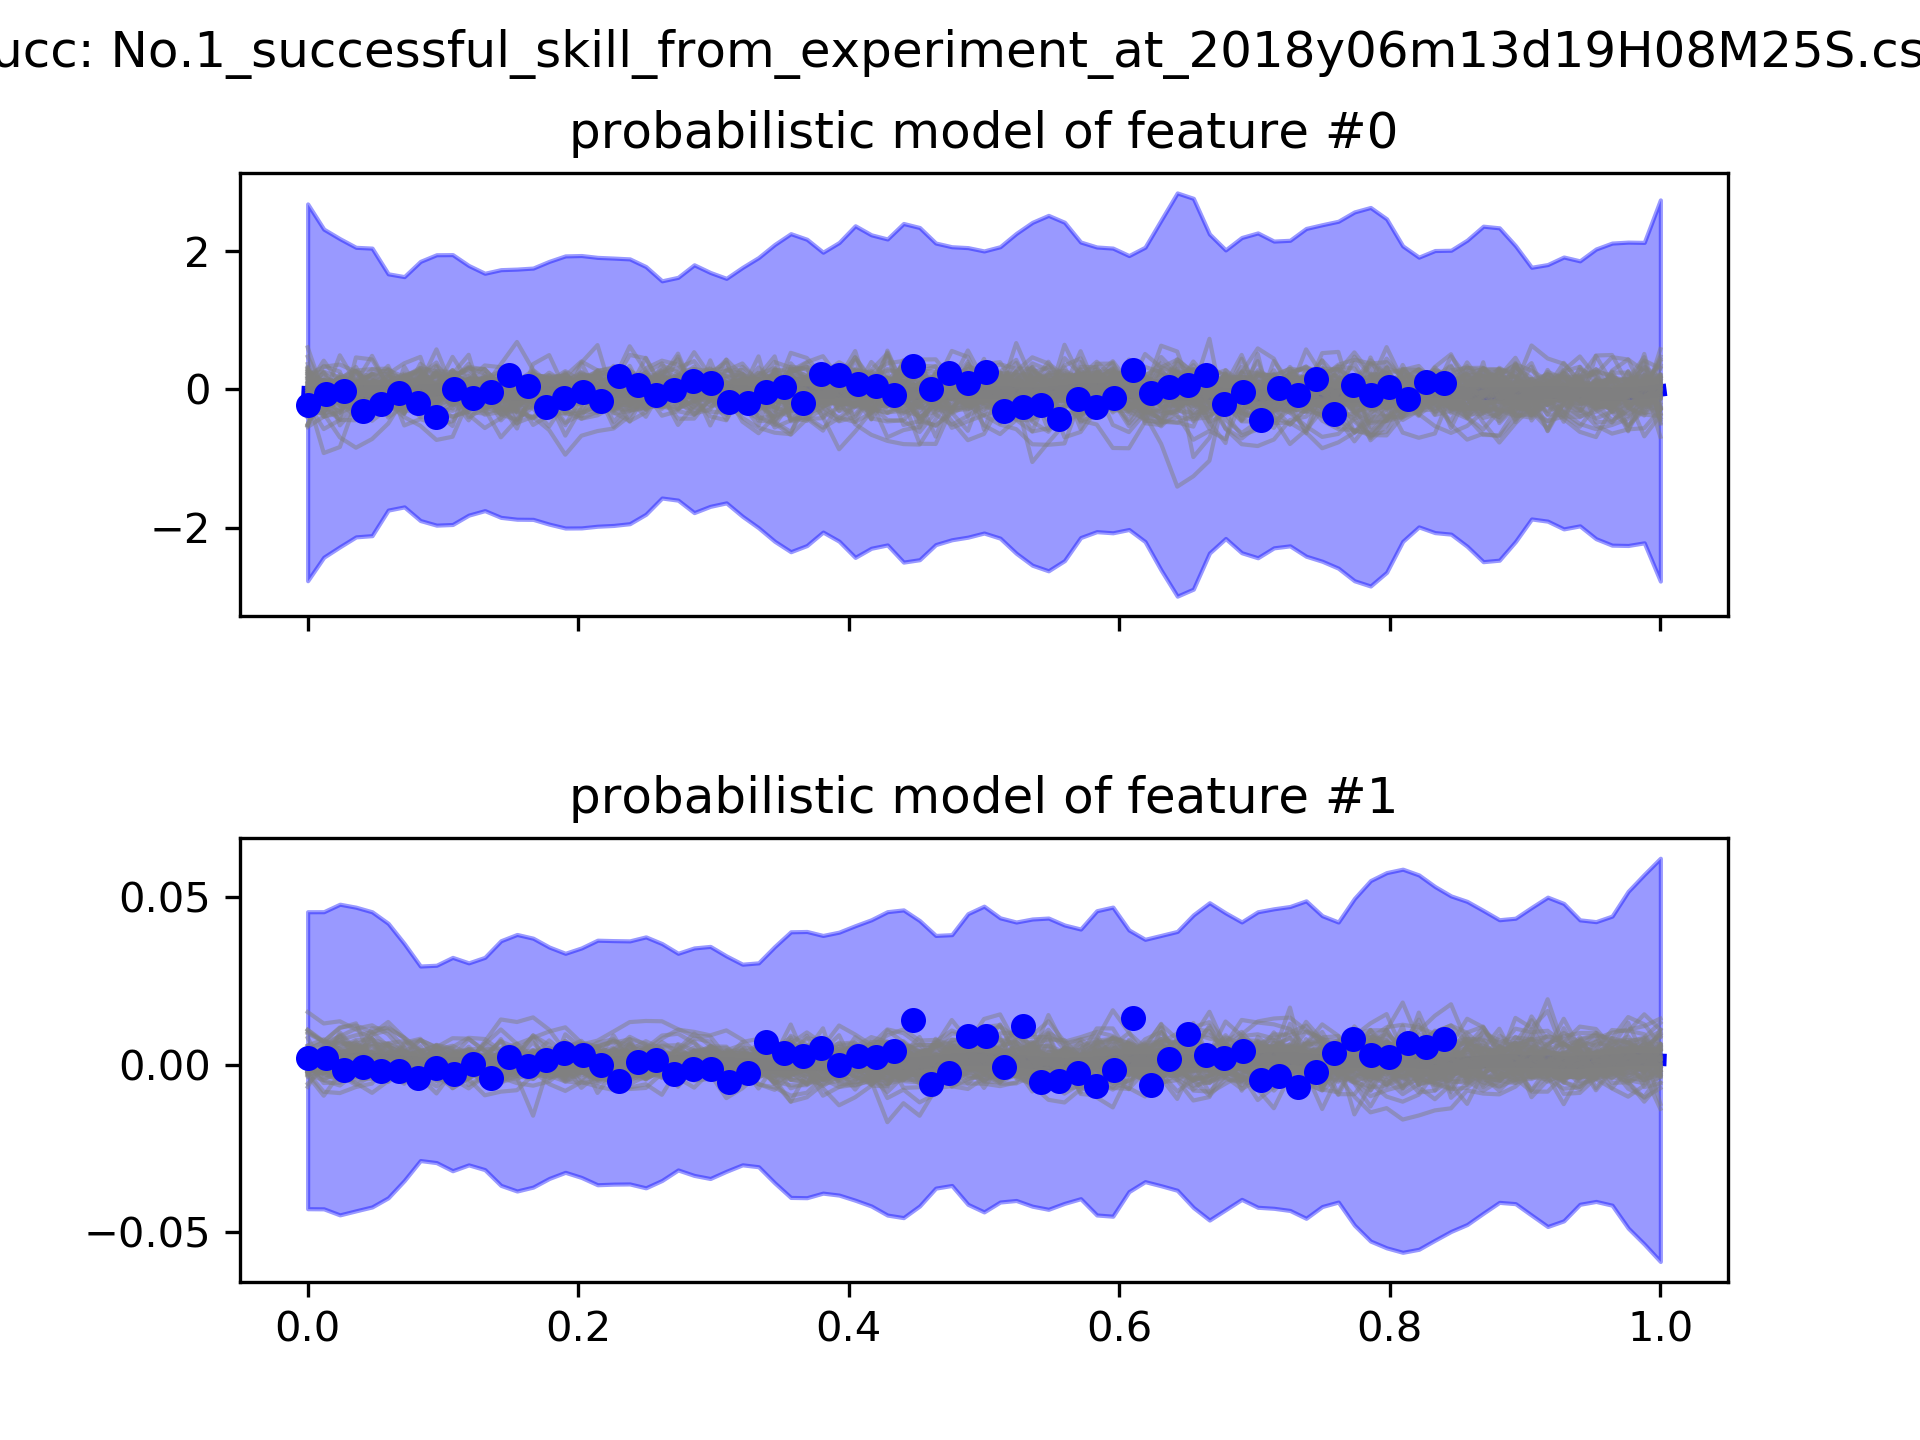 ucc: No.1_successful_skill_from_experiment_at_2018y06m13d19H08M25S.cs
probabilistic model of feature #0
2
0
−2
probabilistic model of feature #1
0.05
0.00
−0.05
0.0 0.2 0.4 0.6 0.8 1.0